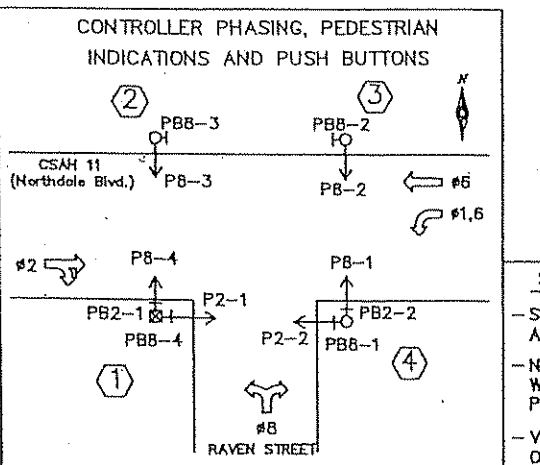 CONTROLLER PHASING, PEDESTRIAN
INDICATIONS AND PUSH BUTTONS
2
3
N
PB8-3
PB8-2
CSAH 11
(Northdale Blvd.)
P8-3
P8-2
ø6
ø1,6
ø2
P8-4
P8-1
PB2-1
P2-1
PB2-2
P2-2
PB8-4
PB8-1
1
4
ø8
RAVEN STREET
- S
A
- N
W
P
- V